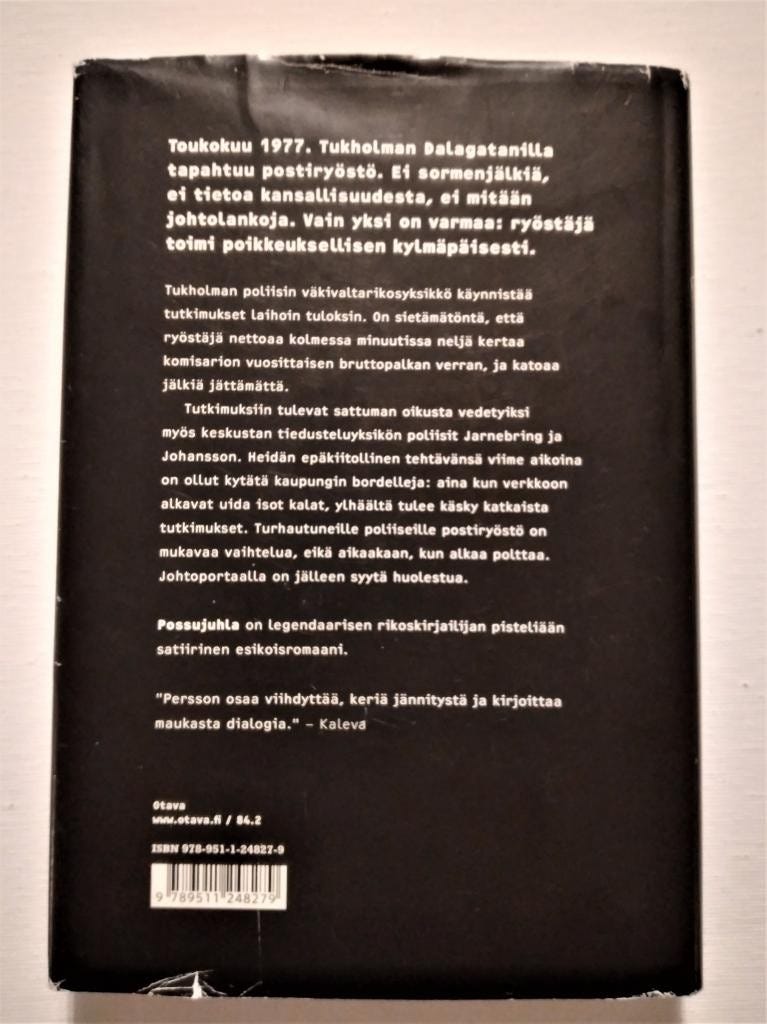 Toukokuu 1977. Tukholman Dalagatanilla
tapahtuu postiryöstö. Ei sormenjälkiä,
ei tietoa kansallisuudesta, ei mitään
johtolankoja. Vain yksi on varmaa: ryöstäjä
toimi poikkeuksellisen kylmäpäisesti.
Tukholman poliisin väkivaltarikosyksikkö käynnistää
tutkimukset laihoin tuloksin. On sietämätöntä, että
ryöstäjä nettoaa kolmessa minuutissa neljä kertaa
komisarion vuosittaisen bruttopalkan verran, ja katoaa
jälkiä jättämättä.
Tutkimuksiin tulevat sattuman oikusta vedetyiksi
myös keskustan tiedusteluyksikön poliisit Jarnebring ja
Johansson. Heidän epäkiitollinen tehtävänsä viime aikoina
on ollut kytätä kaupungin bordelleja: aina kun verkkoon
alkavat uida isot kalat, ylhäältä tulee käsky katkaista
tutkimukset. Turhautuneille poliiseille postiryöstö on
mukavaa vaihtelua, eikä aikaakaan, kun alkaa polttaa.
Johtoportaalla on jälleen syytä huolestua.
Possujuhla on legendaarisen rikoskirjailijan pisteliään
satiirinen esikoisromaani.
"Persson osaa viihdyttää, keriä jännitystä ja kirjoittaa
maukasta dialogia." – Kaleva
Otava
www.otava.fi / 84.2
ISBN 978-951-1-24827-9
9 789511 248279